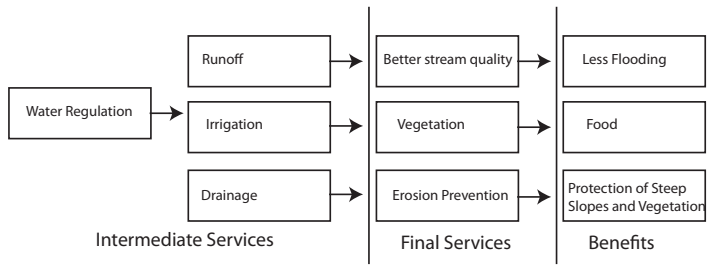 Runoff
Better stream quality
Less Flooding
Water Regulation
Irrigation
Vegetation
Food
Drainage
Erosion Prevention
Protection of Steep
Slopes and Vegetation
Intermediate Services
Final Services
Benefits